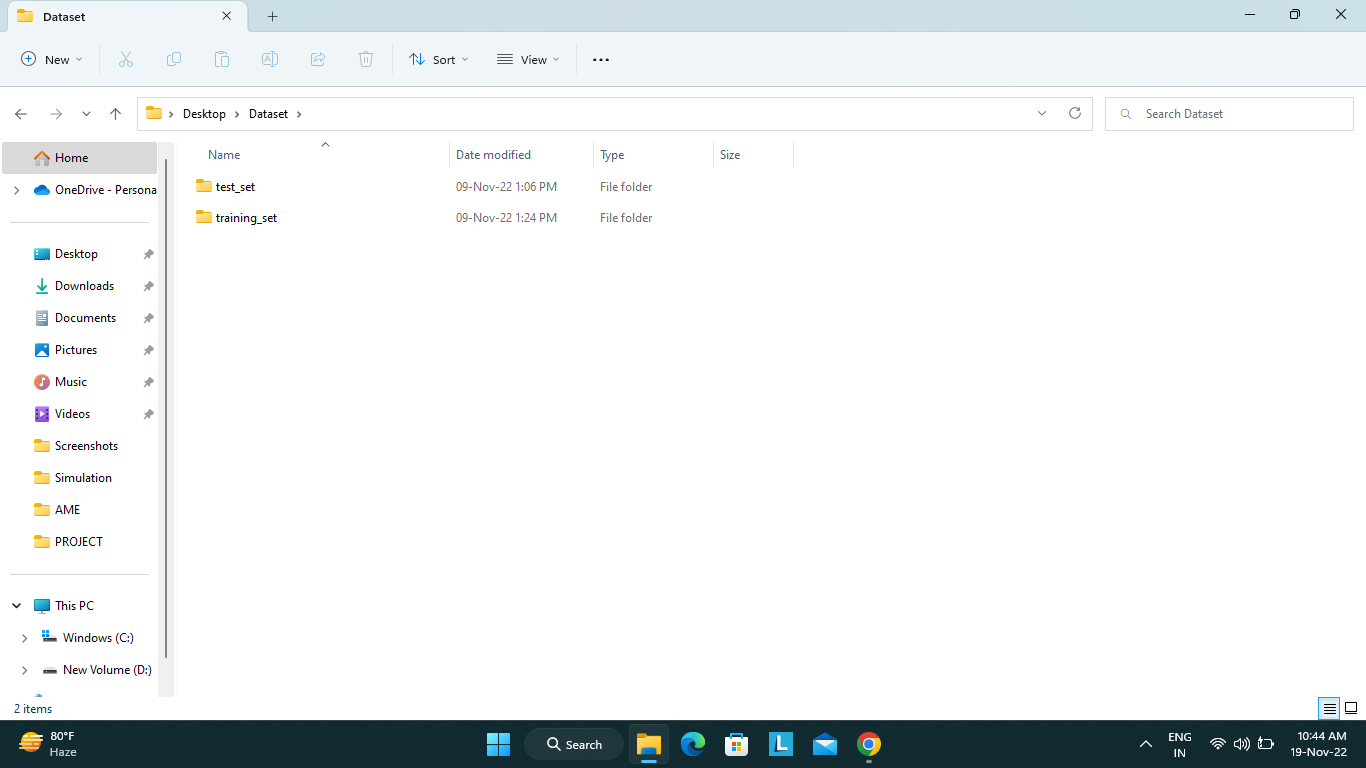 Dataset
New
Sort
View
Desktop
Dataset
Search Dataset
Home
OneDrive - Persona
Desktop
Downloads
Documents
Pictures
Music
Videos
Screenshots
Simulation
AME
PROJECT
This PC
Windows (C:)
New Volume (D:)
Name Date modified Type Size
test_set 09-Nov-22 1:06 PM File folder
training_set 09-Nov-22 1:24 PM File folder
2 items
80°F
Haze
Search
L
ENG
IN
10:44 AM
19-Nov-22